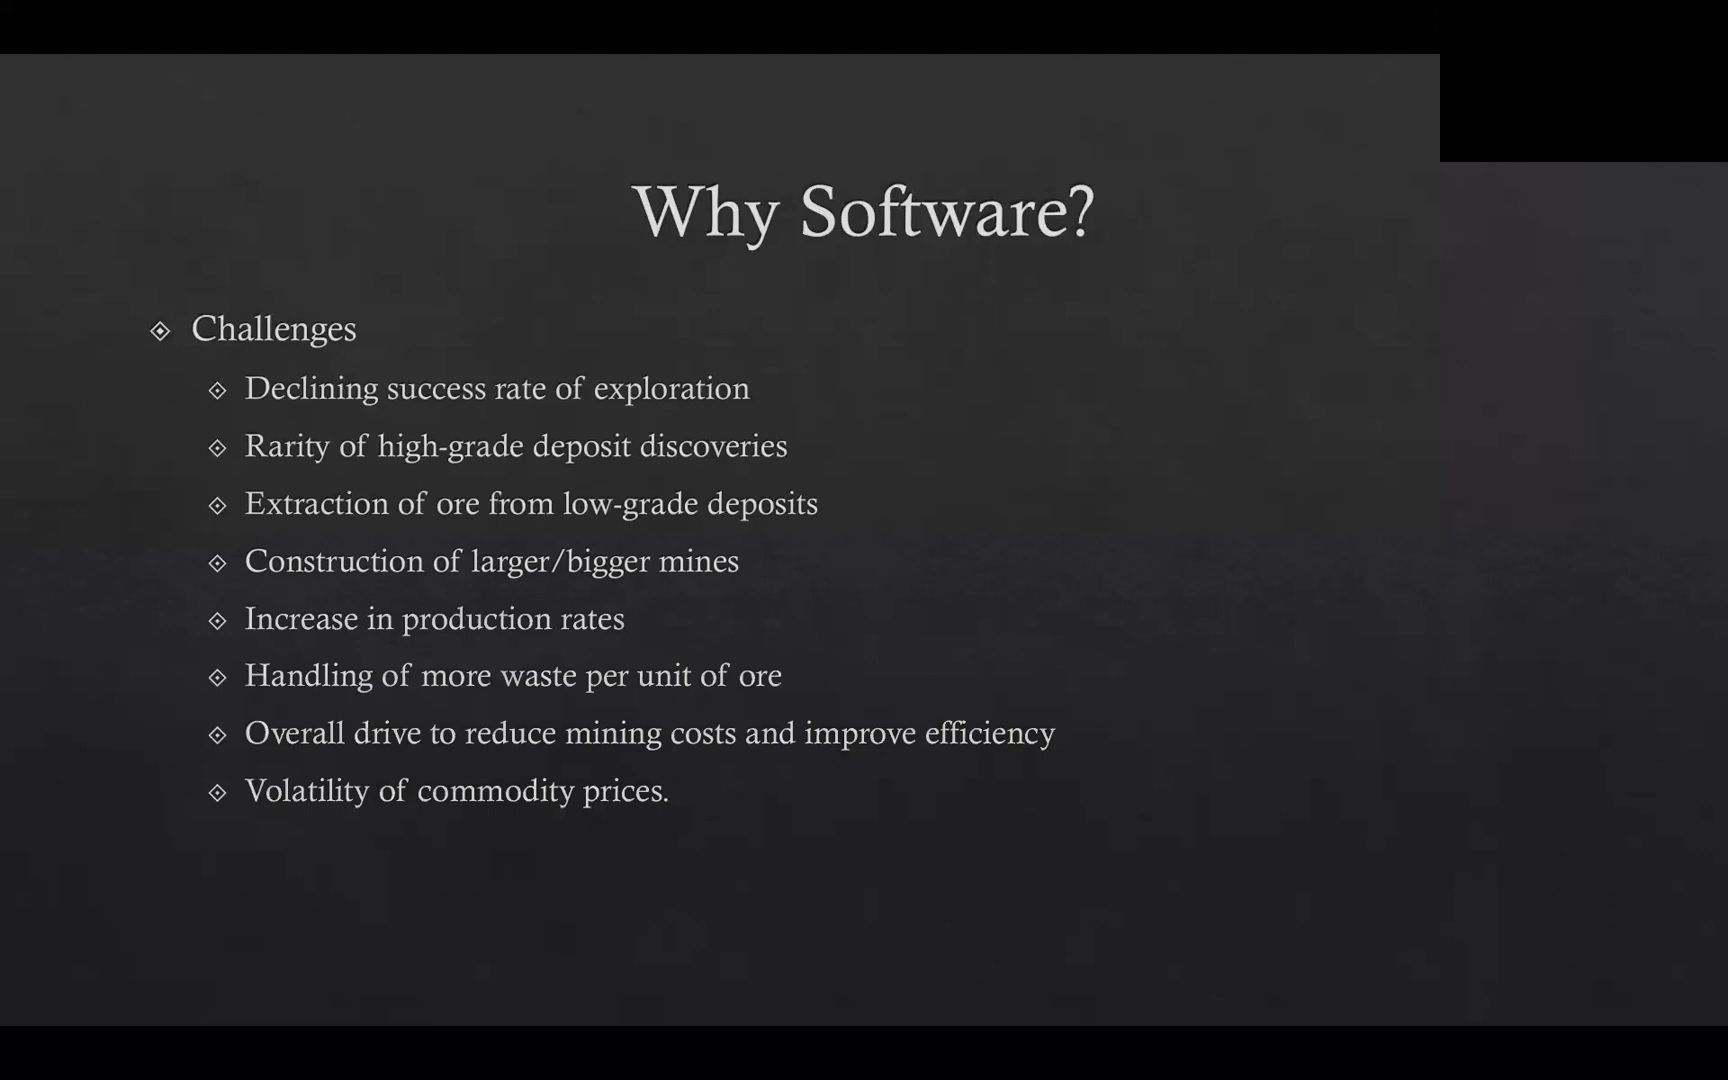 Why Software?
Challenges
Declining success rate of exploration
Rarity of high-grade deposit discoveries
Extraction of ore from low-grade deposits
Construction of larger/bigger mines
Increase in production rates
Handling of more waste per unit of ore
Overall drive to reduce mining costs and improve efficiency
Volatility of commodity prices.